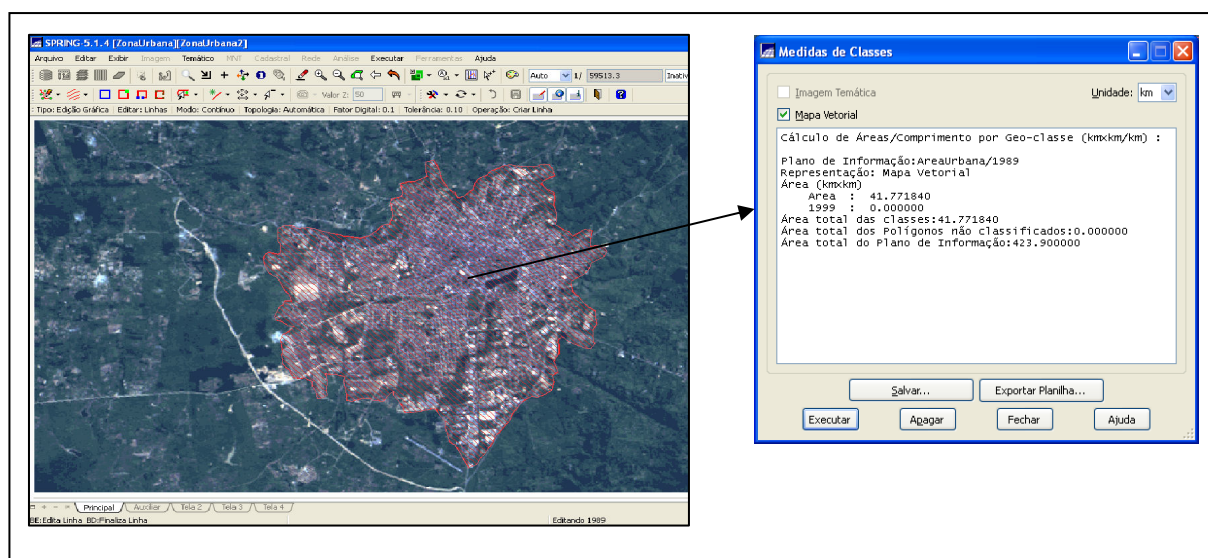 SPRING-5.1.4 [ZonaUrbana][ZonaUrbana2]
Arquivo Editar Exibir Imagem Temático MNT Cadastral Rede Análise Executar Ferramentas Ajuda
Auto 1/ 59513.3 Inativ
Valor Z: 50
Tipo: Edição Gráfica Editar: Linhas Modo: Contínuo Topologia: Automática Fator Digital: 0.1 Tolerância: 0.10 Operação: Criar Linha
Principal Auxiliar Tela 2 Tela 3 Tela 4
BE:Edita Linha BD:Finaliza Linha Editando 1989
Medidas de Classes
Imagem Temática Unidade: km
Mapa Vetorial
Cálculo de Áreas/Comprimento por Geo-classe (kmxkm/km) :
Plano de Informação:AreaUrbana/1989
Representação: Mapa Vetorial
Área (kmxkm)
Area : 41.771840
1999 : 0.000000
Área total das classes:41.771840
Área total dos Polígonos não classificados:0.000000
Área total do Plano de Informação:423.900000
Salvar... Exportar Planilha...
Executar Apagar Fechar Ajuda